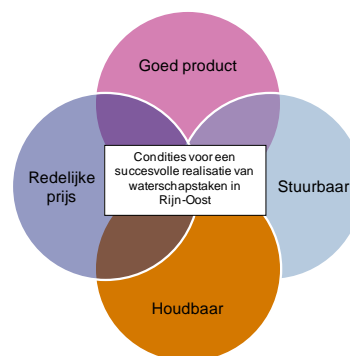 Goed product
Redelijke
prijs
Condities voor een
succesvolle realisatie van
waterschapstaken in
Rijn-Oost
Stuurbaar
Houdbaar